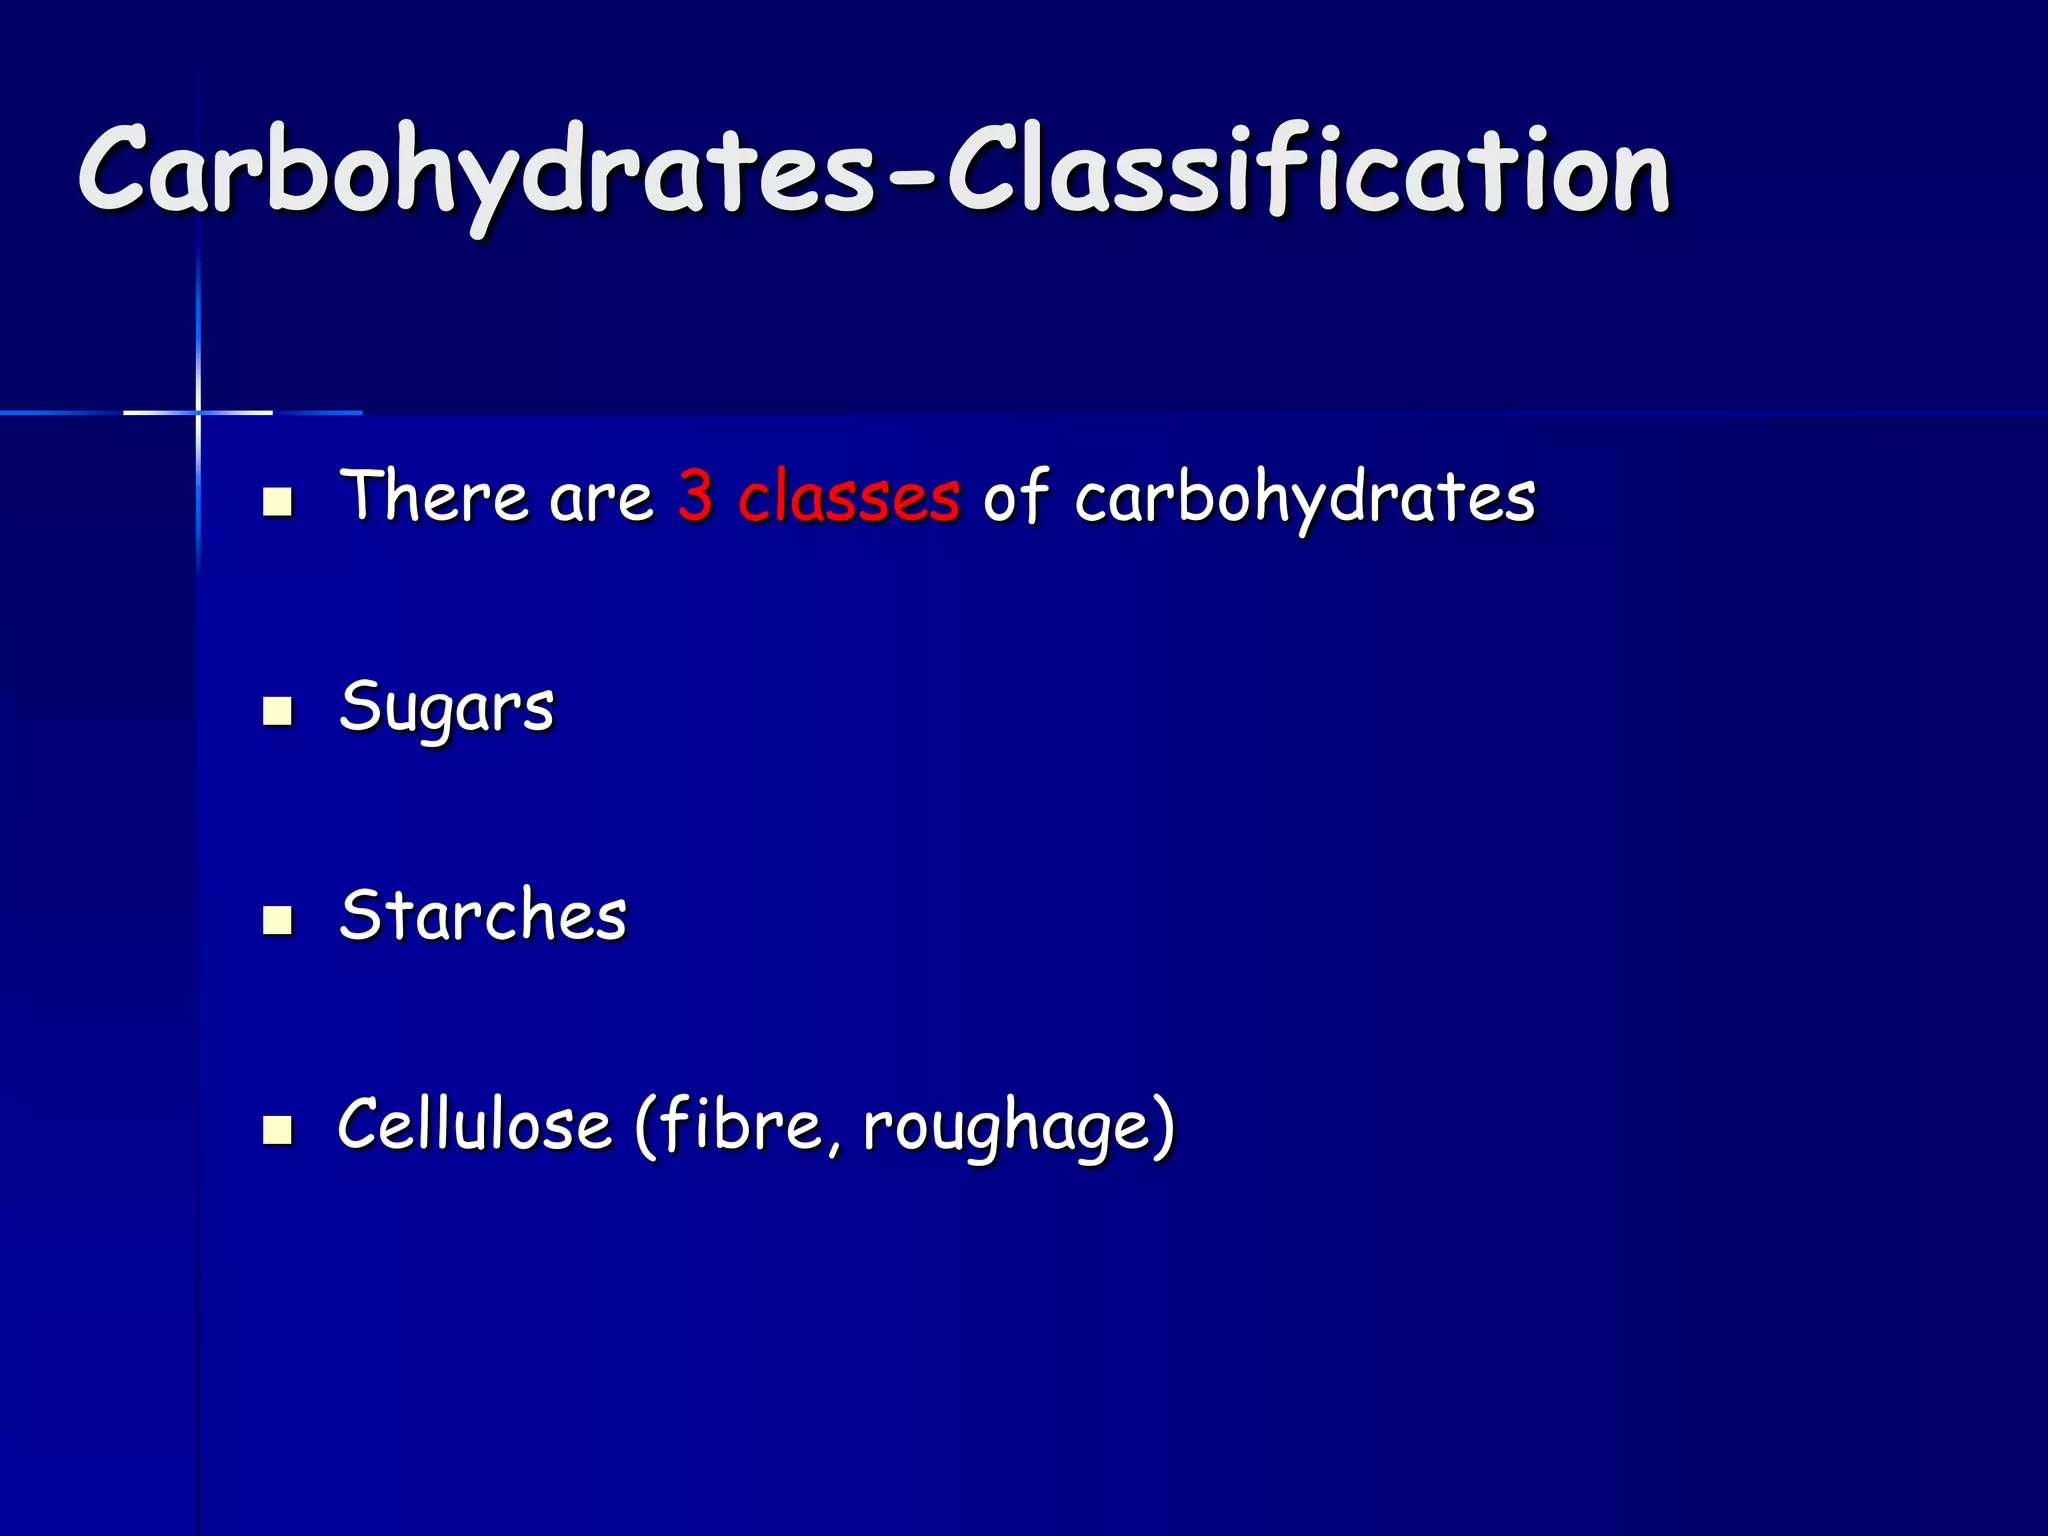 Carbohydrates-Classification
There are 3 classes of carbohydrates
Sugars
Starches
Cellulose (fibre, roughage)